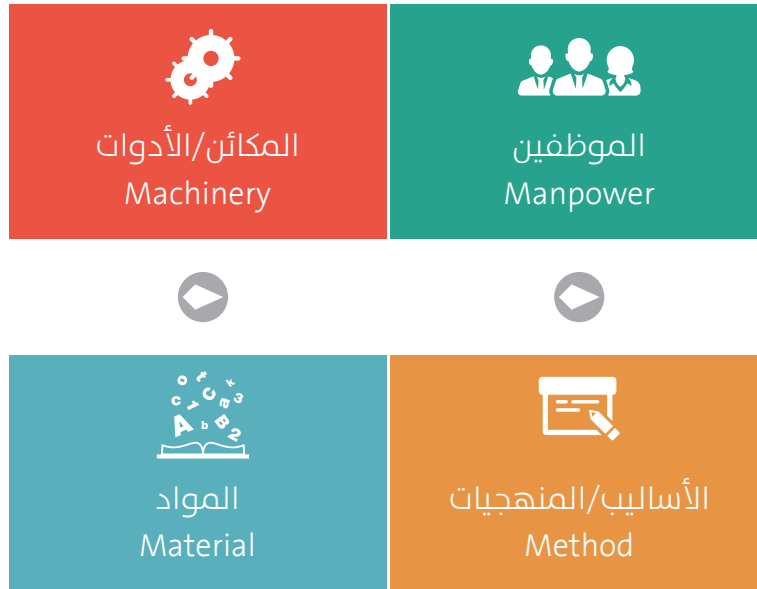 الموظفين
Manpower
المكائن/الأدوات
Machinery
الأساليب/المنهجيات
Method
المواد
Material